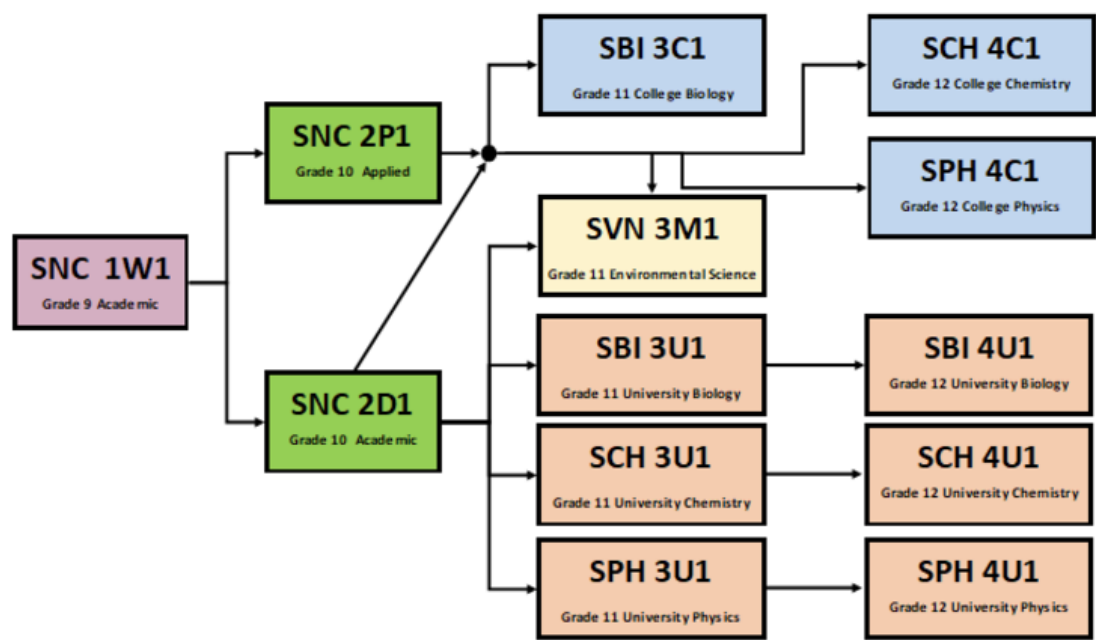 SBI 3C1
Grade 11 College Biology
SCH 4C1
Grade 12 College Chemistry
SNC 2P1
Grade 10 Applied
SPH 4C1
Grade 12 College Physics
SNC 1W1
Grade 9 Academic
SVN 3M1
Grade 11 Environmental Science
SNC 2D1
Grade 10 Academic
SBI 3U1
Grade 11 University Biology
SBI 4U1
Grade 12 University Biology
SCH 3U1
Grade 11 University Chemistry
SCH 4U1
Grade 12 University Chemistry
SPH 3U1
Grade 11 University Physics
SPH 4U1
Grade 12 University Physics